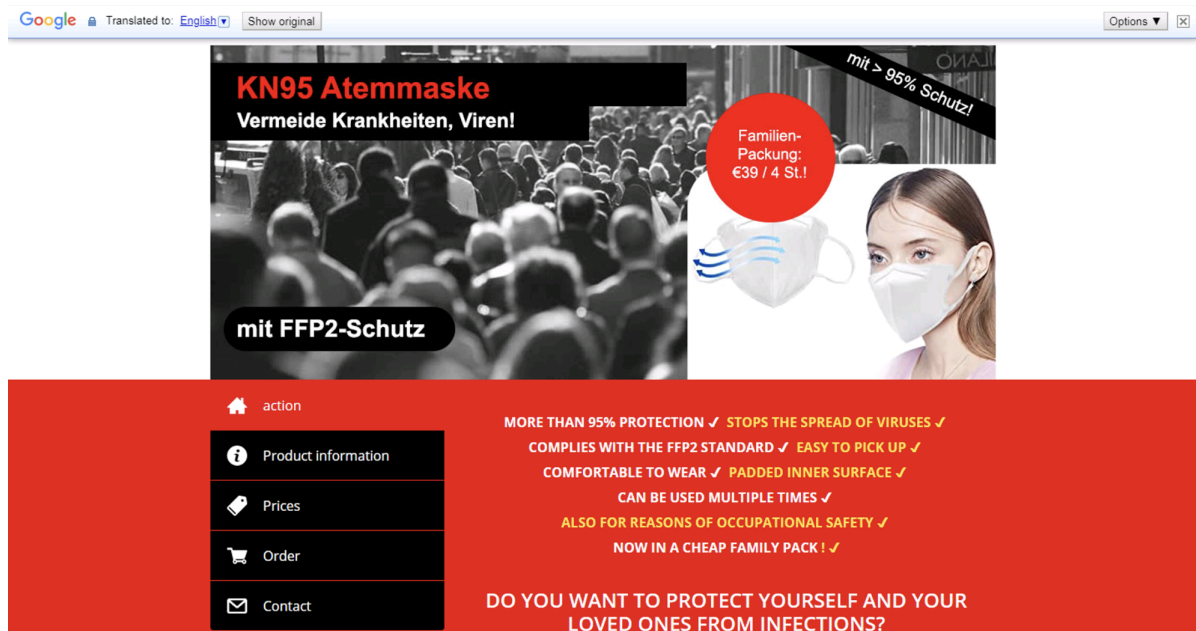 Google Translated to: English ▼ Show original Options ▼
KN95 Atemmaske
Vermeide Krankheiten, Viren!
mit > 95% Schutz!
Familien-
Packung:
€39 / 4 St.!
mit FFP2-Schutz
action
Product information
Prices
Order
Contact
MORE THAN 95% PROTECTION ✓ STOPS THE SPREAD OF VIRUSES ✓
COMPLIES WITH THE FFP2 STANDARD ✓ EASY TO PICK UP ✓
COMFORTABLE TO WEAR ✓ PADDED INNER SURFACE ✓
CAN BE USED MULTIPLE TIMES ✓
ALSO FOR REASONS OF OCCUPATIONAL SAFETY ✓
NOW IN A CHEAP FAMILY PACK ! ✓
DO YOU WANT TO PROTECT YOURSELF AND YOUR
LOVED ONES FROM INFECTIONS?